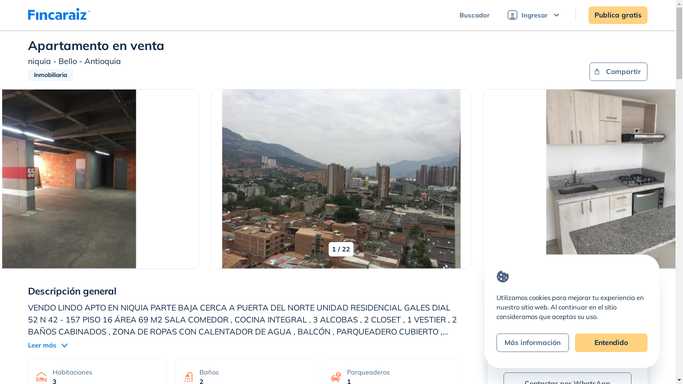 Fincaraiz
Buscador
Ingresar
Publica gratis
Apartamento en venta
niquia - Bello - Antioquia
Inmobiliaria
Compartir
1 / 22
Descripción general
VENDO LINDO APTO EN NIQUIA PARTE BAJA CERCA A PUERTA DEL NORTE UNIDAD RESIDENCIAL GALES DIAL
52 N 42 - 157 PISO 16 ÁREA 69 M2 SALA COMEDOR , COCINA INTEGRAL , 3 ALCOBAS , 2 CLOSET , 1 VESTIER , 2
BAÑOS CABINADOS , ZONA DE ROPAS CON CALENTADOR DE AGUA , BALCÓN , PARQUEADERO CUBIERTO ,...
Leer más
Habitaciones
3
Baños
2
Parqueaderos
1
Utilizamos cookies para mejorar tu experiencia en
nuestro sitio web. Al continuar en el sitio
consideramos que aceptas su uso.
Más información
Entendido
Contactar por WhatsApp